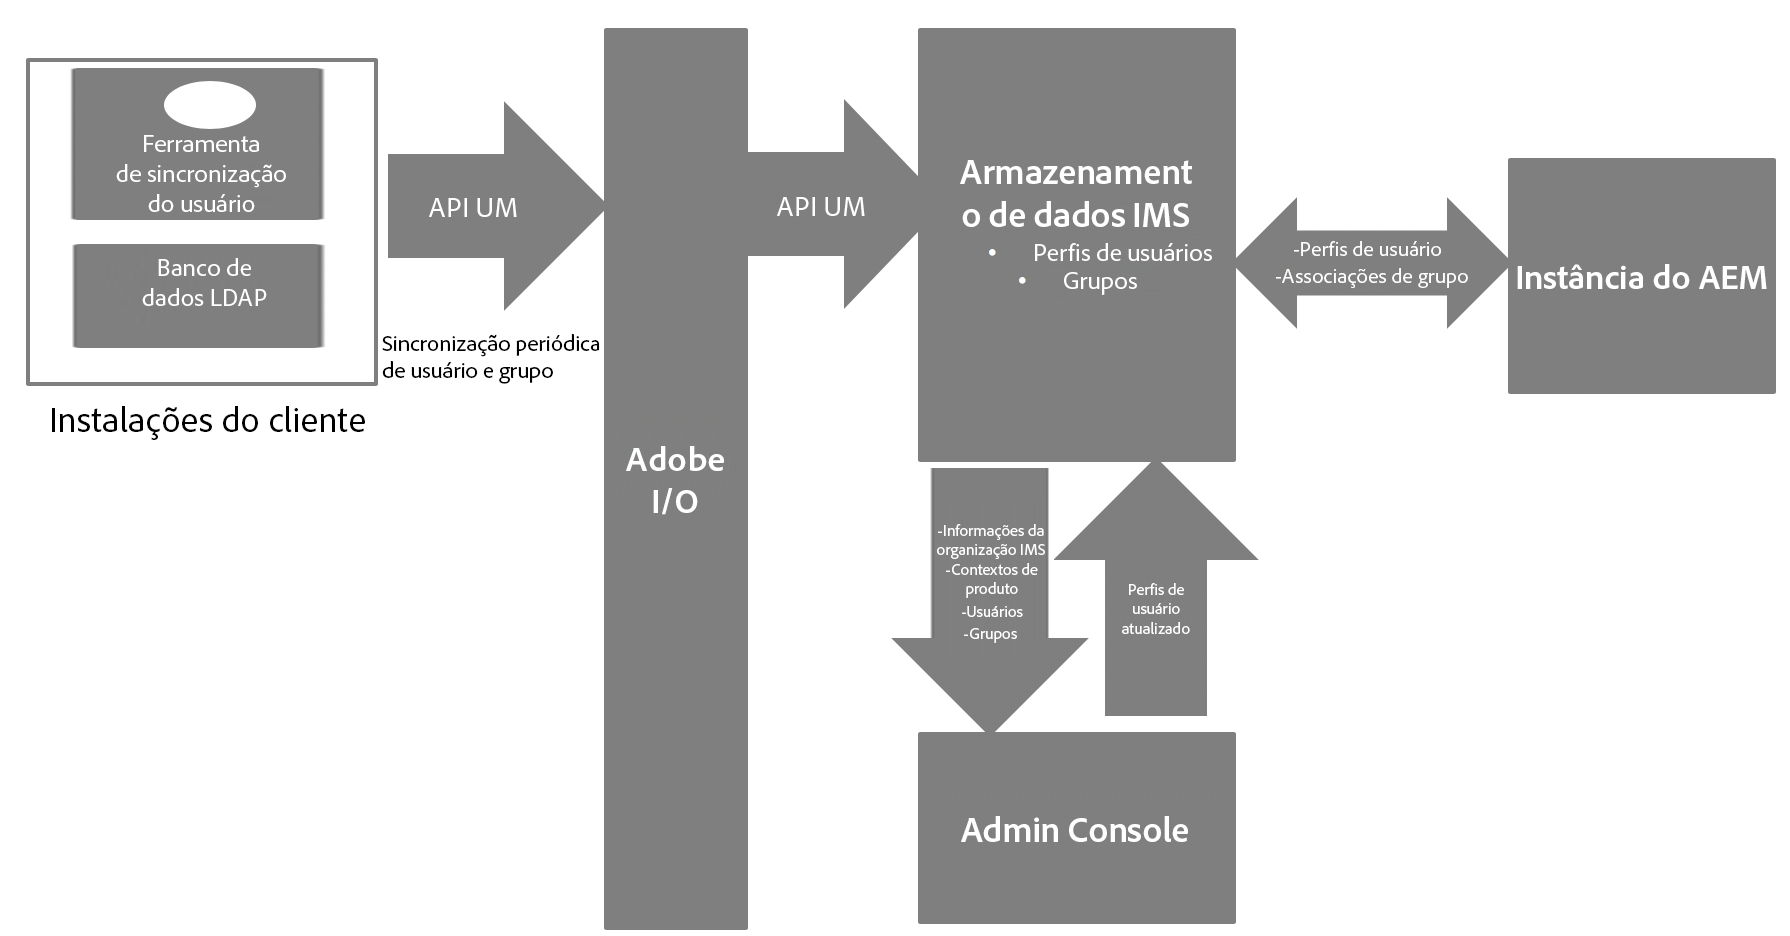 Ferramenta
de sincronização
do usuário
Banco de
dados LDAP
Instalações do cliente
API UM
Sincronização periódica
de usuário e grupo
Adobe
I/O
API UM
Armazenament
o de dados IMS
• Perfis de usuários
• Grupos
-Perfis de usuário
-Associações de grupo
Instância do AEM
-Informações da
organização IMS
-Contextos de
produto
-Usuários
-Grupos
Perfis de
usuário
atualizado
Admin Console